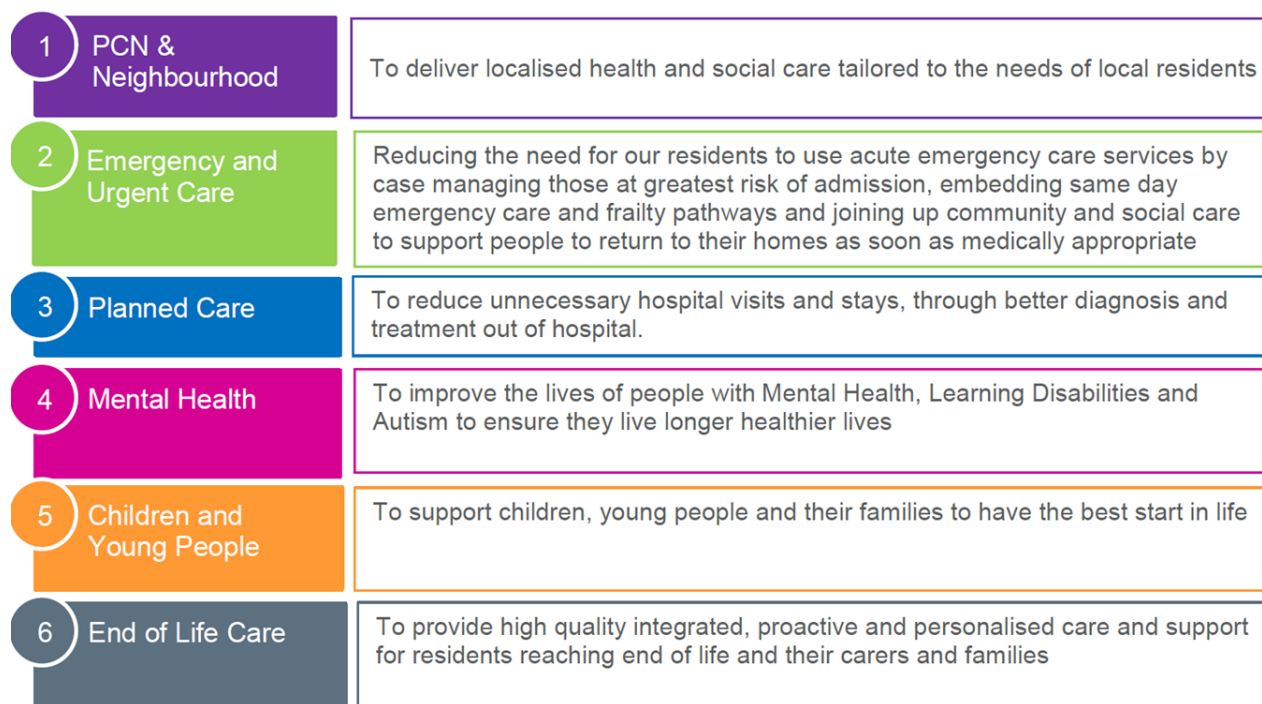 1
PCN &
Neighbourhood
To deliver localised health and social care tailored to the needs of local residents
2
Emergency and
Urgent Care
Reducing the need for our residents to use acute emergency care services by
case managing those at greatest risk of admission, embedding same day
emergency care and frailty pathways and joining up community and social care
to support people to return to their homes as soon as medically appropriate
3
Planned Care
To reduce unnecessary hospital visits and stays, through better diagnosis and
treatment out of hospital.
4
Mental Health
To improve the lives of people with Mental Health, Learning Disabilities and
Autism to ensure they live longer healthier lives
5
Children and
Young People
To support children, young people and their families to have the best start in life
6
End of Life Care
To provide high quality integrated, proactive and personalised care and support
for residents reaching end of life and their carers and families